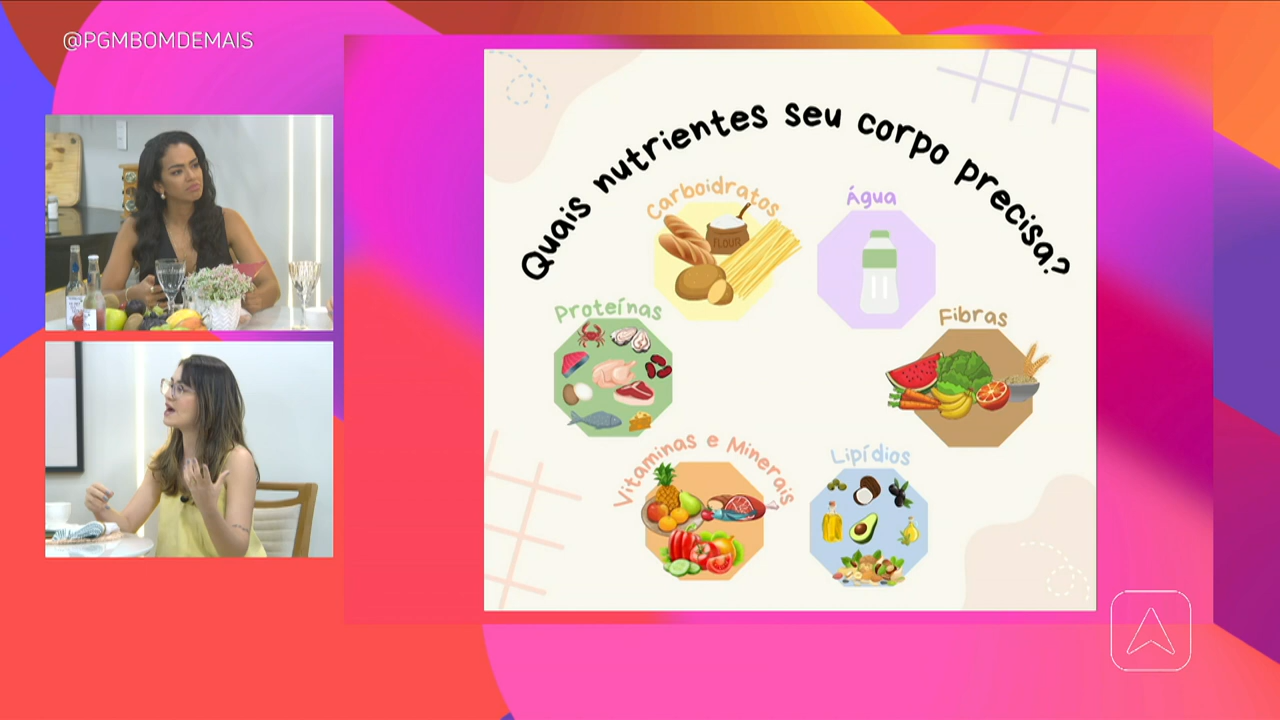 @PGMBOMDEMAIS
Quais nutrientes seu corpo precisa?
Carboidratos
FLOUR
Água
Proteínas
Fibras
Vitaminas e Minerais
Lipídios